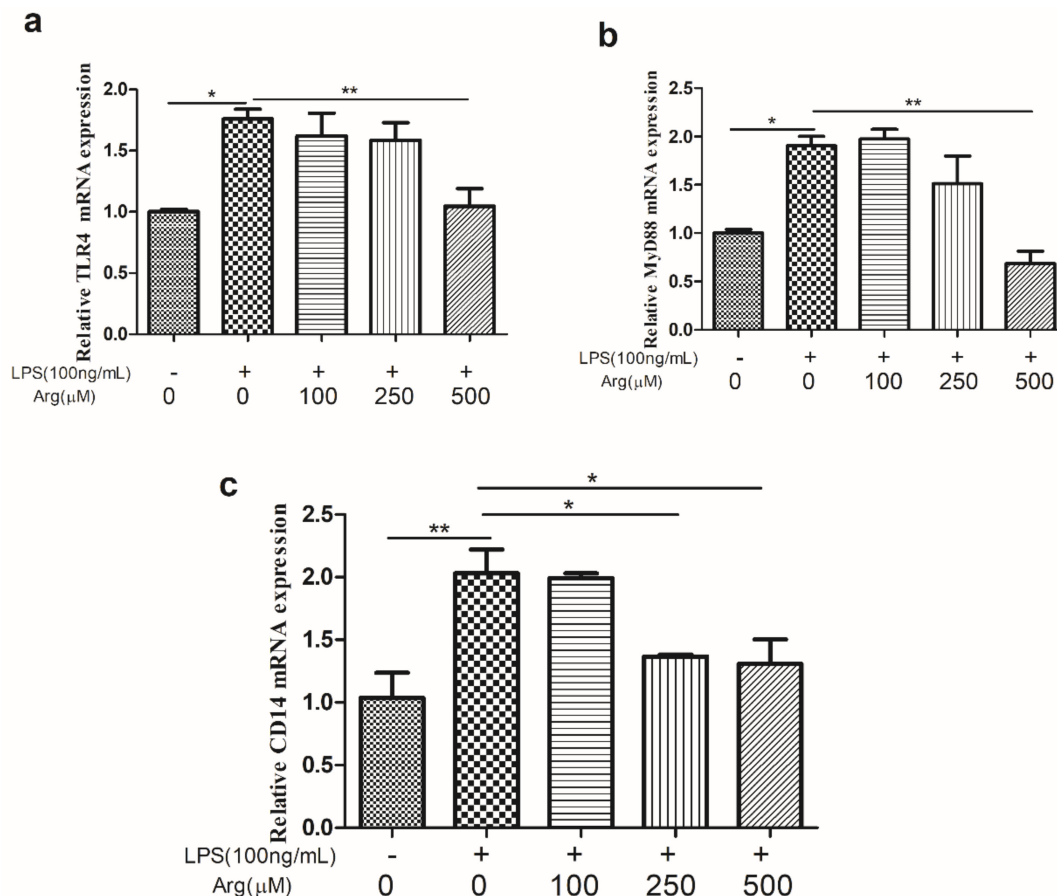 a
Relative TLR4 mRNA expression
2.0
1.5
1.0
0.5
0.0
*
**
LPS(100ng/mL) - + + + +
Arg(μM) 0 0 100 250 500
b
Relative MyD88 mRNA expression
2.5
2.0
1.5
1.0
0.5
0.0
*
**
LPS(100ng/mL) - + + + +
Arg(μM) 0 0 100 250 500
c
Relative CD14 mRNA expression
2.5
2.0
1.5
1.0
0.5
0.0
**
*
*
LPS(100ng/mL) - + + + +
Arg(μM) 0 0 100 250 500